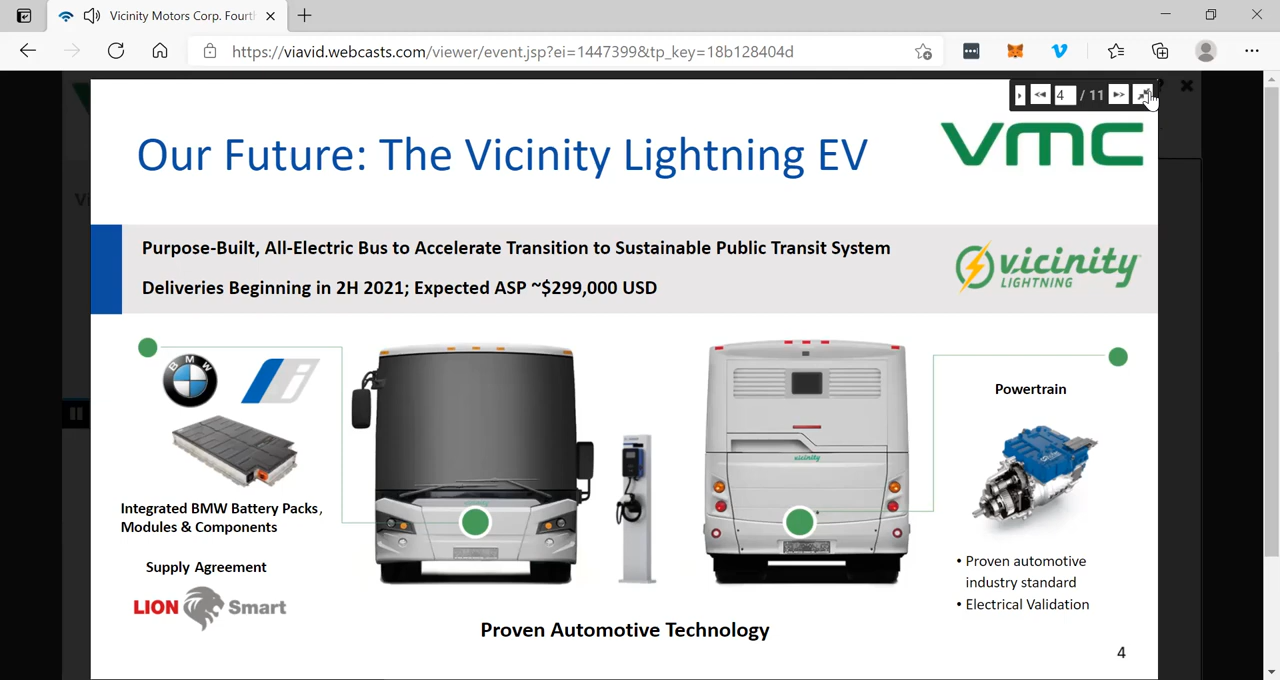 Vicinity Motors Corp. Fourt
https://viavid.webcasts.com/viewer/event.jsp?ei=1447399&tp_key=18b128404d
4 / 11
Our Future: The Vicinity Lightning EV
VMC
Purpose-Built, All-Electric Bus to Accelerate Transition to Sustainable Public Transit System
Deliveries Beginning in 2H 2021; Expected ASP ~$299,000 USD
vicinity
LIGHTNING
BMW
i
Powertrain
vicinity
Integrated BMW Battery Packs,
Modules & Components
Supply Agreement
LION Smart
• Proven automotive
industry standard
• Electrical Validation
Proven Automotive Technology
4